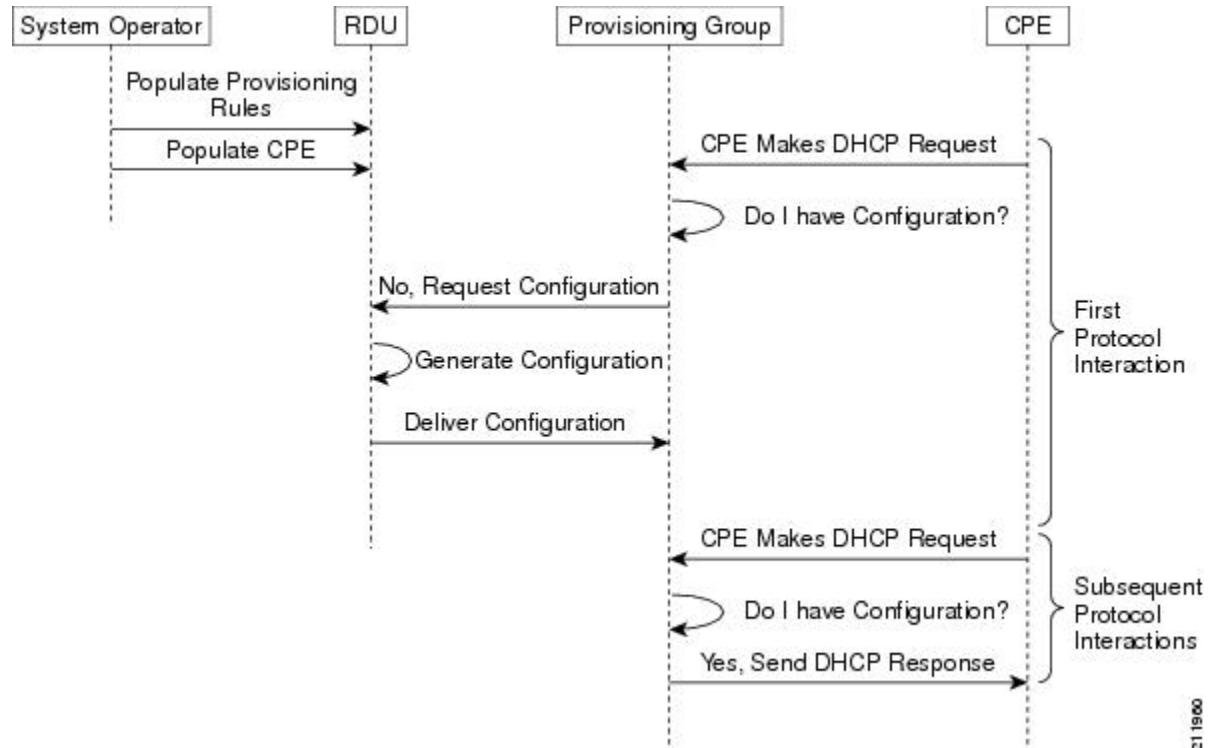 System Operator
RDU
Provisioning Group
CPE
Populate Provisioning
Rules
Populate CPE
CPE Makes DHCP Request
Do I have Configuration?
No, Request Configuration
Generate Configuration
Deliver Configuration
First
Protocol
Interaction
CPE Makes DHCP Request
Do I have Configuration?
Yes, Send DHCP Response
Subsequent
Protocol
Interactions
211960